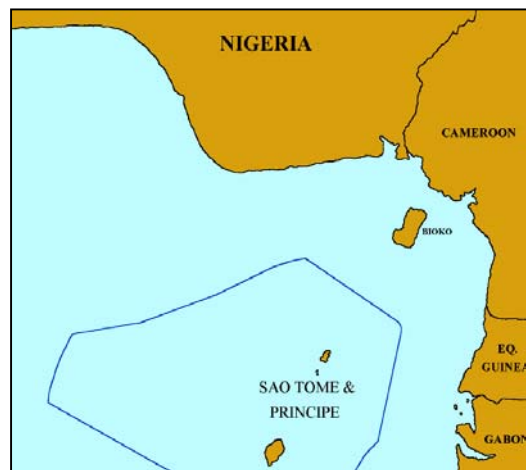 NIGERIA
CAMEROON
BIOKO
EQ.
GUINEA
SAO TOME &
PRINCIPE
GABON